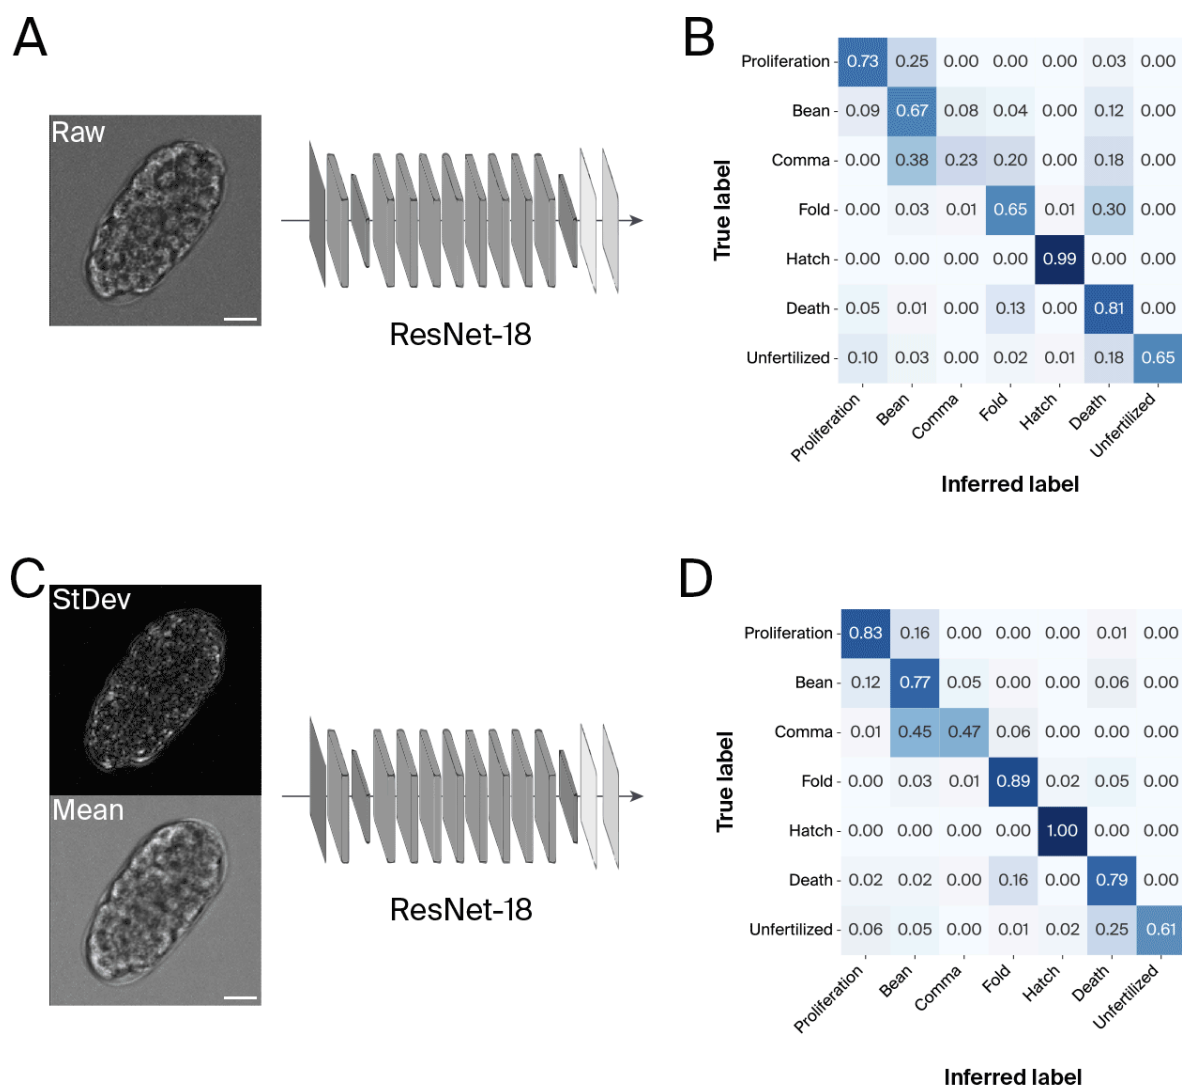 A
Raw
ResNet-18
B
True label
Proliferation 0.73 0.25 0.00 0.00 0.00 0.03 0.00
Bean 0.09 0.67 0.08 0.04 0.00 0.12 0.00
Comma 0.00 0.38 0.23 0.20 0.00 0.18 0.00
Fold 0.00 0.03 0.01 0.65 0.01 0.30 0.00
Hatch 0.00 0.00 0.00 0.00 0.99 0.00 0.00
Death 0.05 0.01 0.00 0.13 0.00 0.81 0.00
Unfertilized 0.10 0.03 0.00 0.02 0.01 0.18 0.65
Proliferation Bean Comma Fold Hatch Death Unfertilized
Inferred label
C
StDev
Mean
ResNet-18
D
True label
Proliferation 0.83 0.16 0.00 0.00 0.00 0.01 0.00
Bean 0.12 0.77 0.05 0.00 0.00 0.06 0.00
Comma 0.01 0.45 0.47 0.06 0.00 0.00 0.00
Fold 0.00 0.03 0.01 0.89 0.02 0.05 0.00
Hatch 0.00 0.00 0.00 0.00 1.00 0.00 0.00
Death 0.02 0.02 0.00 0.16 0.00 0.79 0.00
Unfertilized 0.06 0.05 0.00 0.01 0.02 0.25 0.61
Proliferation Bean Comma Fold Hatch Death Unfertilized
Inferred label